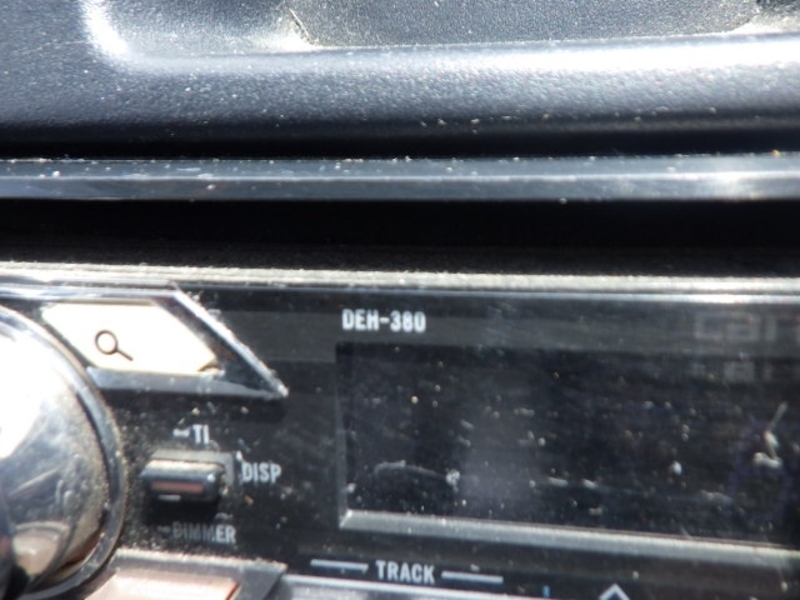 DEH-380
TI
DISP
DIMMER
TRACK